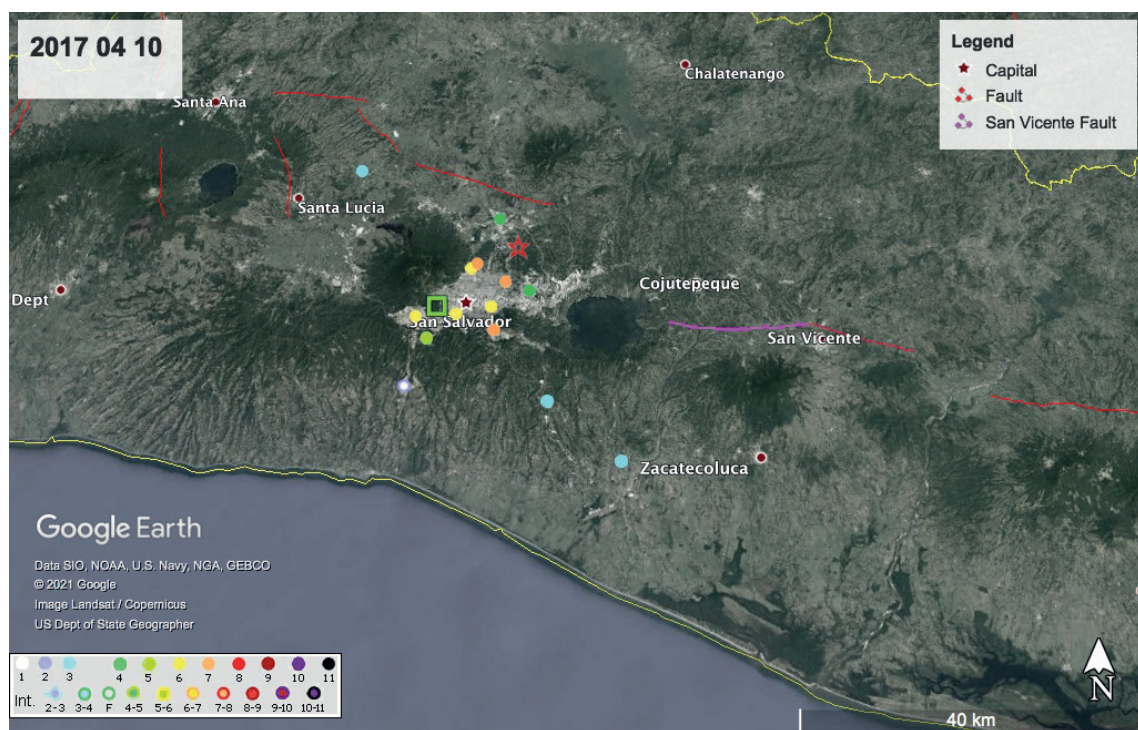 2017 04 10
Legend
Capital
Fault
San Vicente Fault
Chalatenango
Santa Ana
Santa Lucia
Cojutepeque
Dept
San Salvador
San Vicente
Zacatecoluca
Google Earth
Data SIO, NOAA, U.S. Navy, NGA, GEBCO
© 2021 Google
Image Landsat / Copernicus
US Dept of State Geographer
1 2 3 4 5 6 7 8 9 10 11
Int. 2-3 3-4 F 4-5 5-6 6-7 7-8 8-9 9-10 10-11
N
40 km